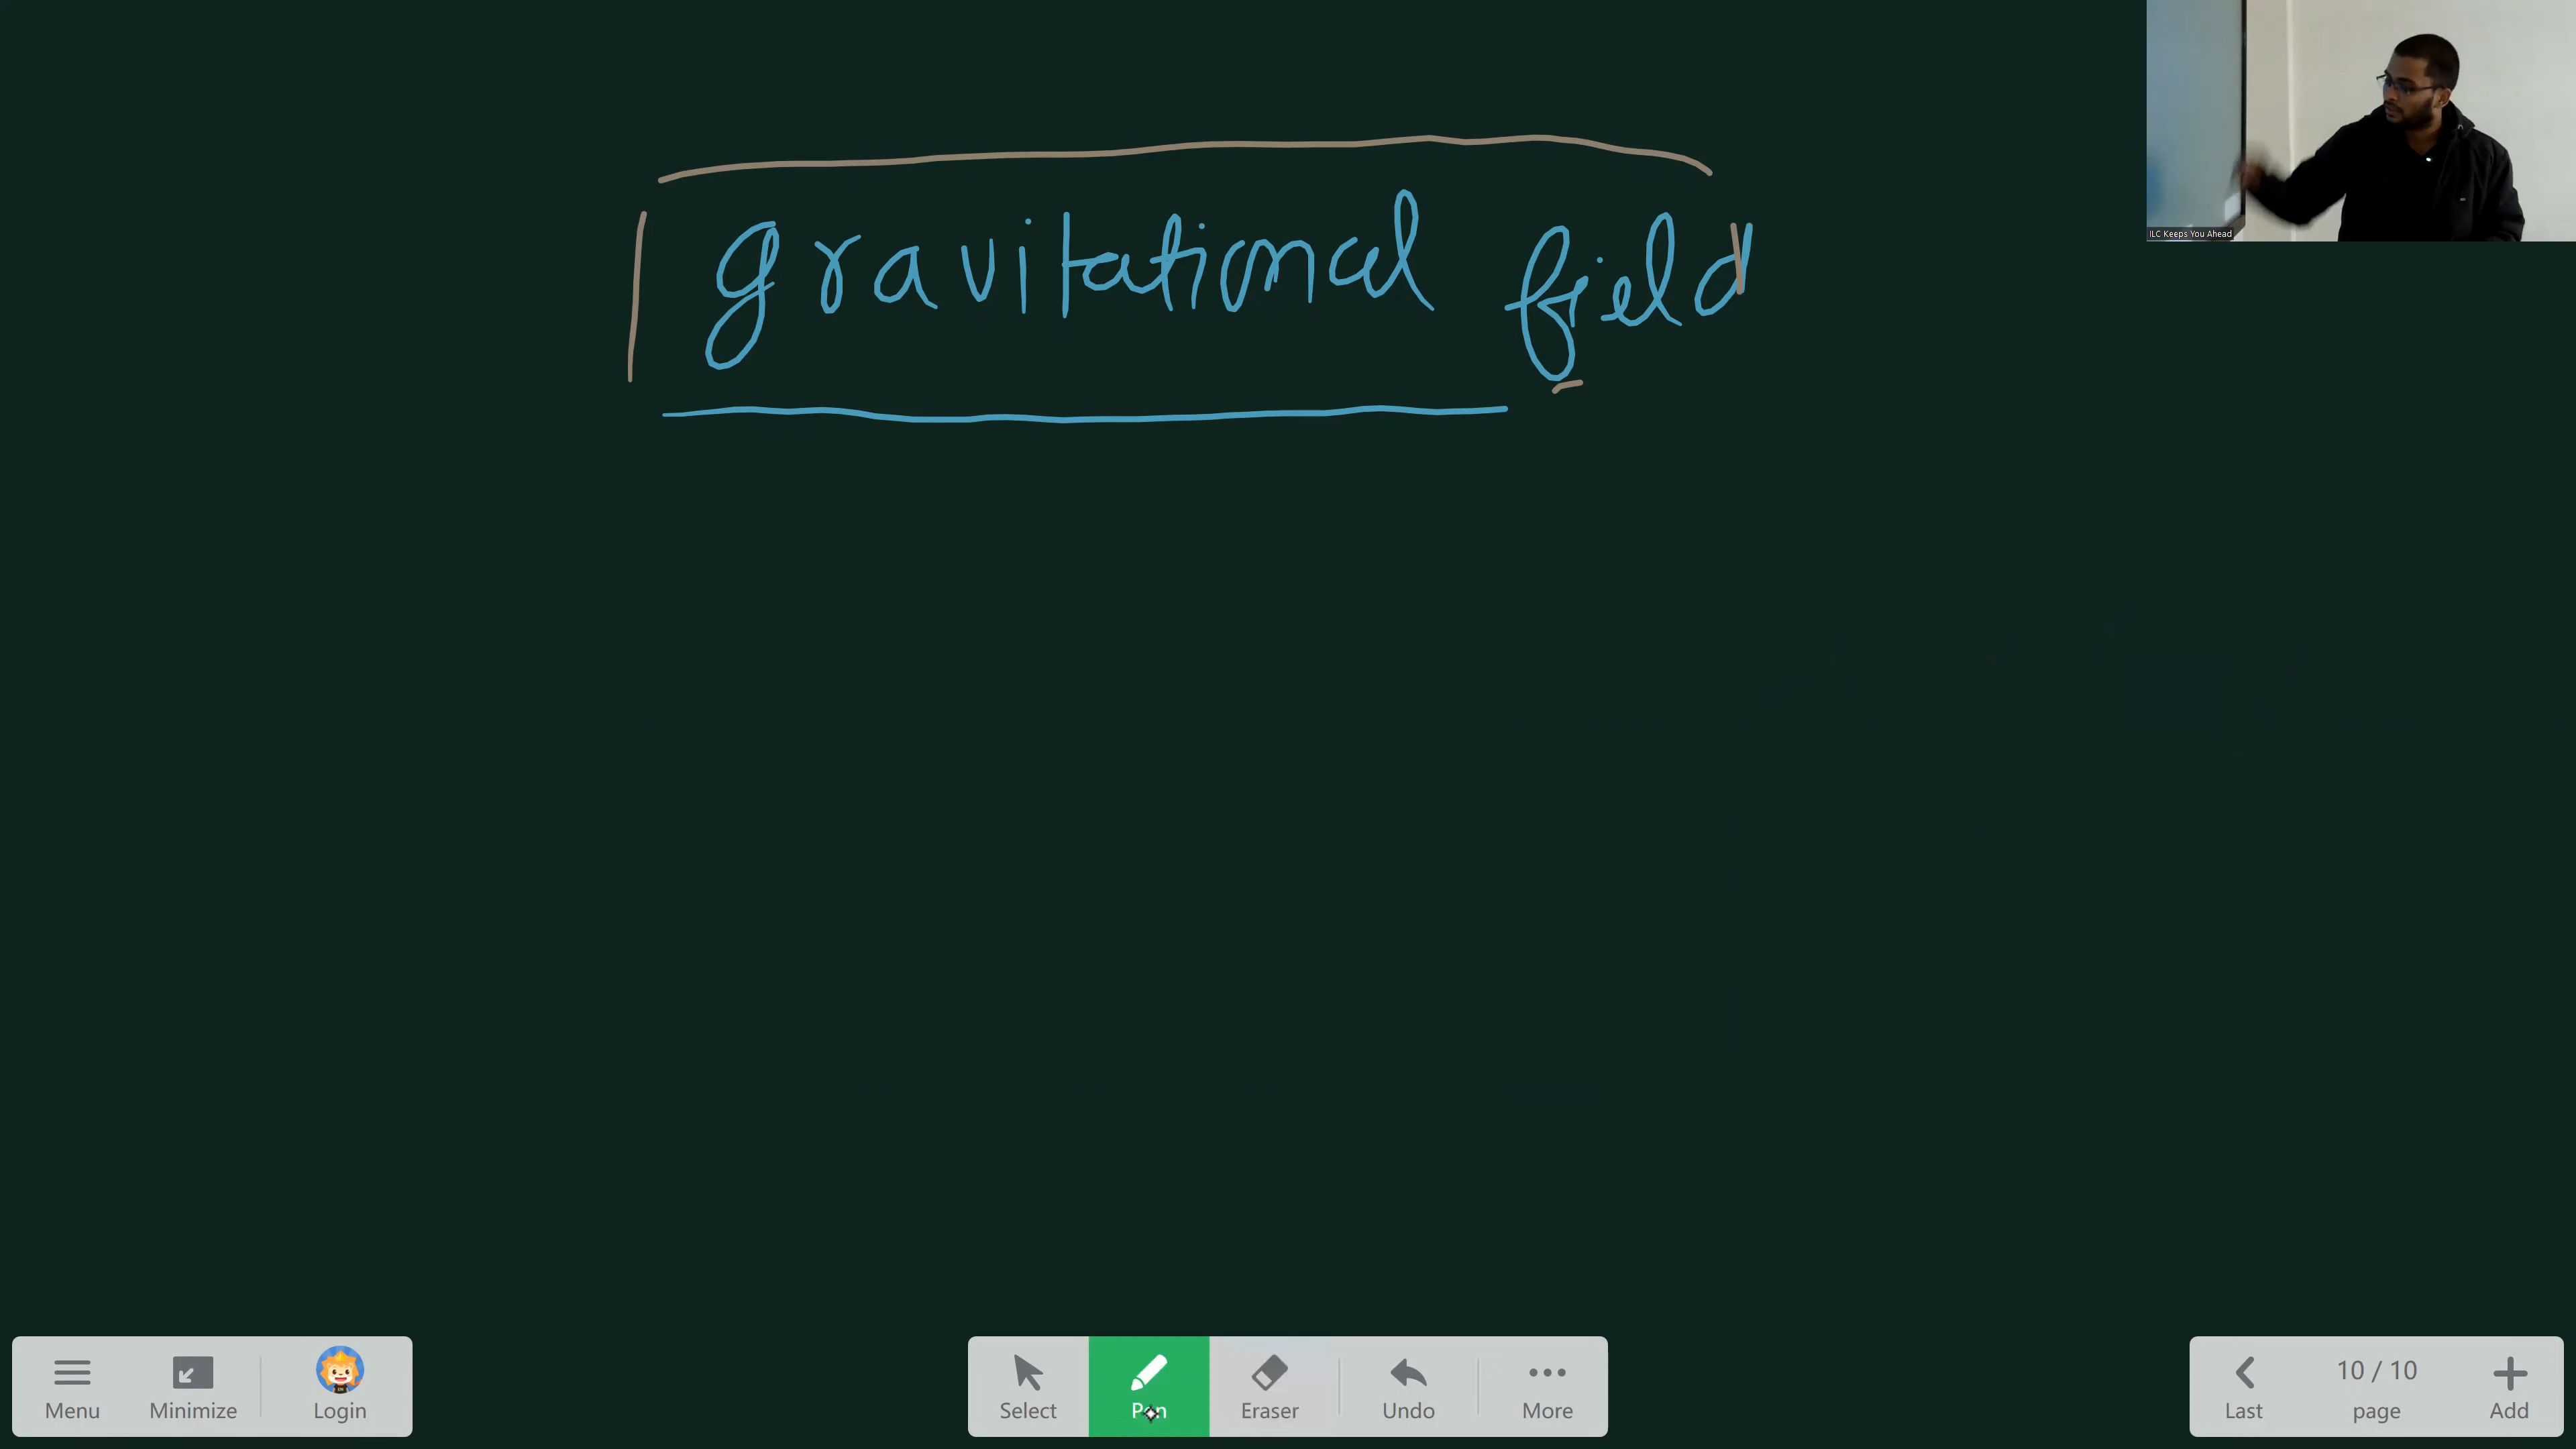 gravitational field
ILC Keeps You Ahead
Menu
Minimize
Login
Select
Pen
Eraser
Undo
More
Last
10 / 10
page
Add